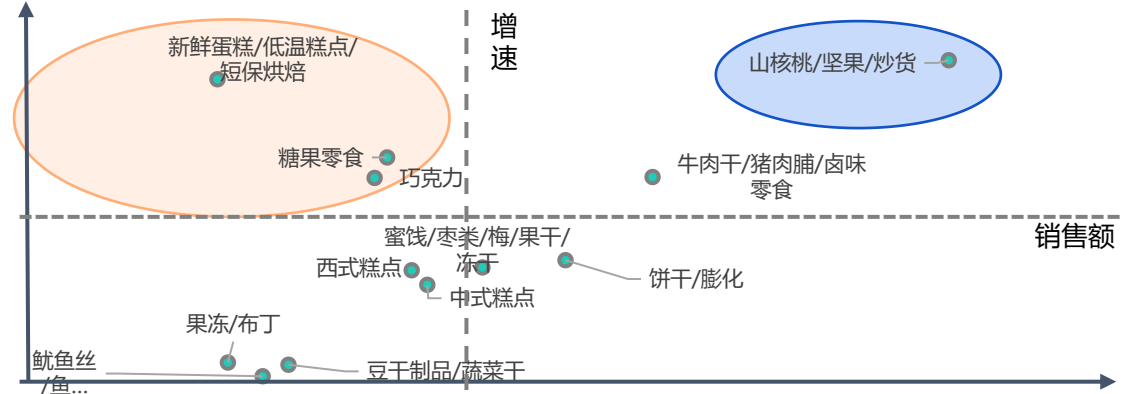 增
速
新鲜蛋糕/低温糕点/
短保烘焙
山核桃/坚果/炒货
糖果零食
巧克力
牛肉干/猪肉脯/卤味
零食
销售额
蜜饯/枣类/梅/果干/
冻干
西式糕点
饼干/膨化
中式糕点
果冻/布丁
鱿鱼丝
/鱼...
豆干制品/蔬菜干